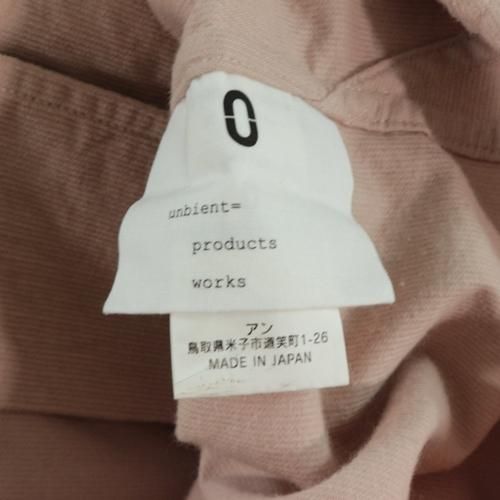 0
unbient=
products
works
アン
鳥取県米子市道笑町1-26
MADE IN JAPAN